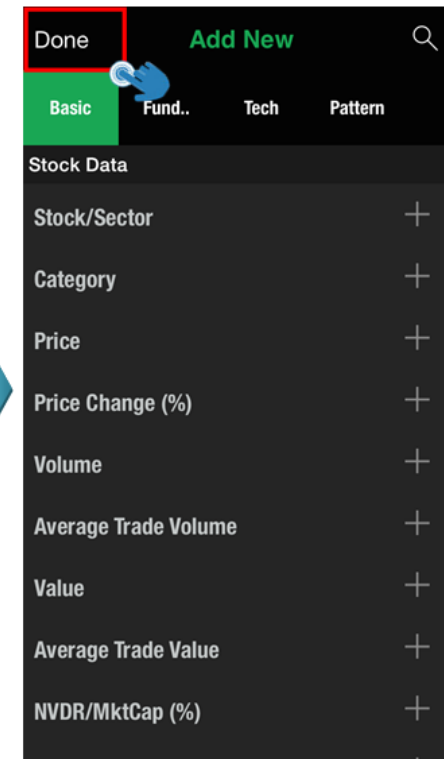 Done Add New
Basic Fund.. Tech Pattern
Stock Data
Stock/Sector
Category
Price
Price Change (%)
Volume
Average Trade Volume
Value
Average Trade Value
NVDR/MktCap (%)